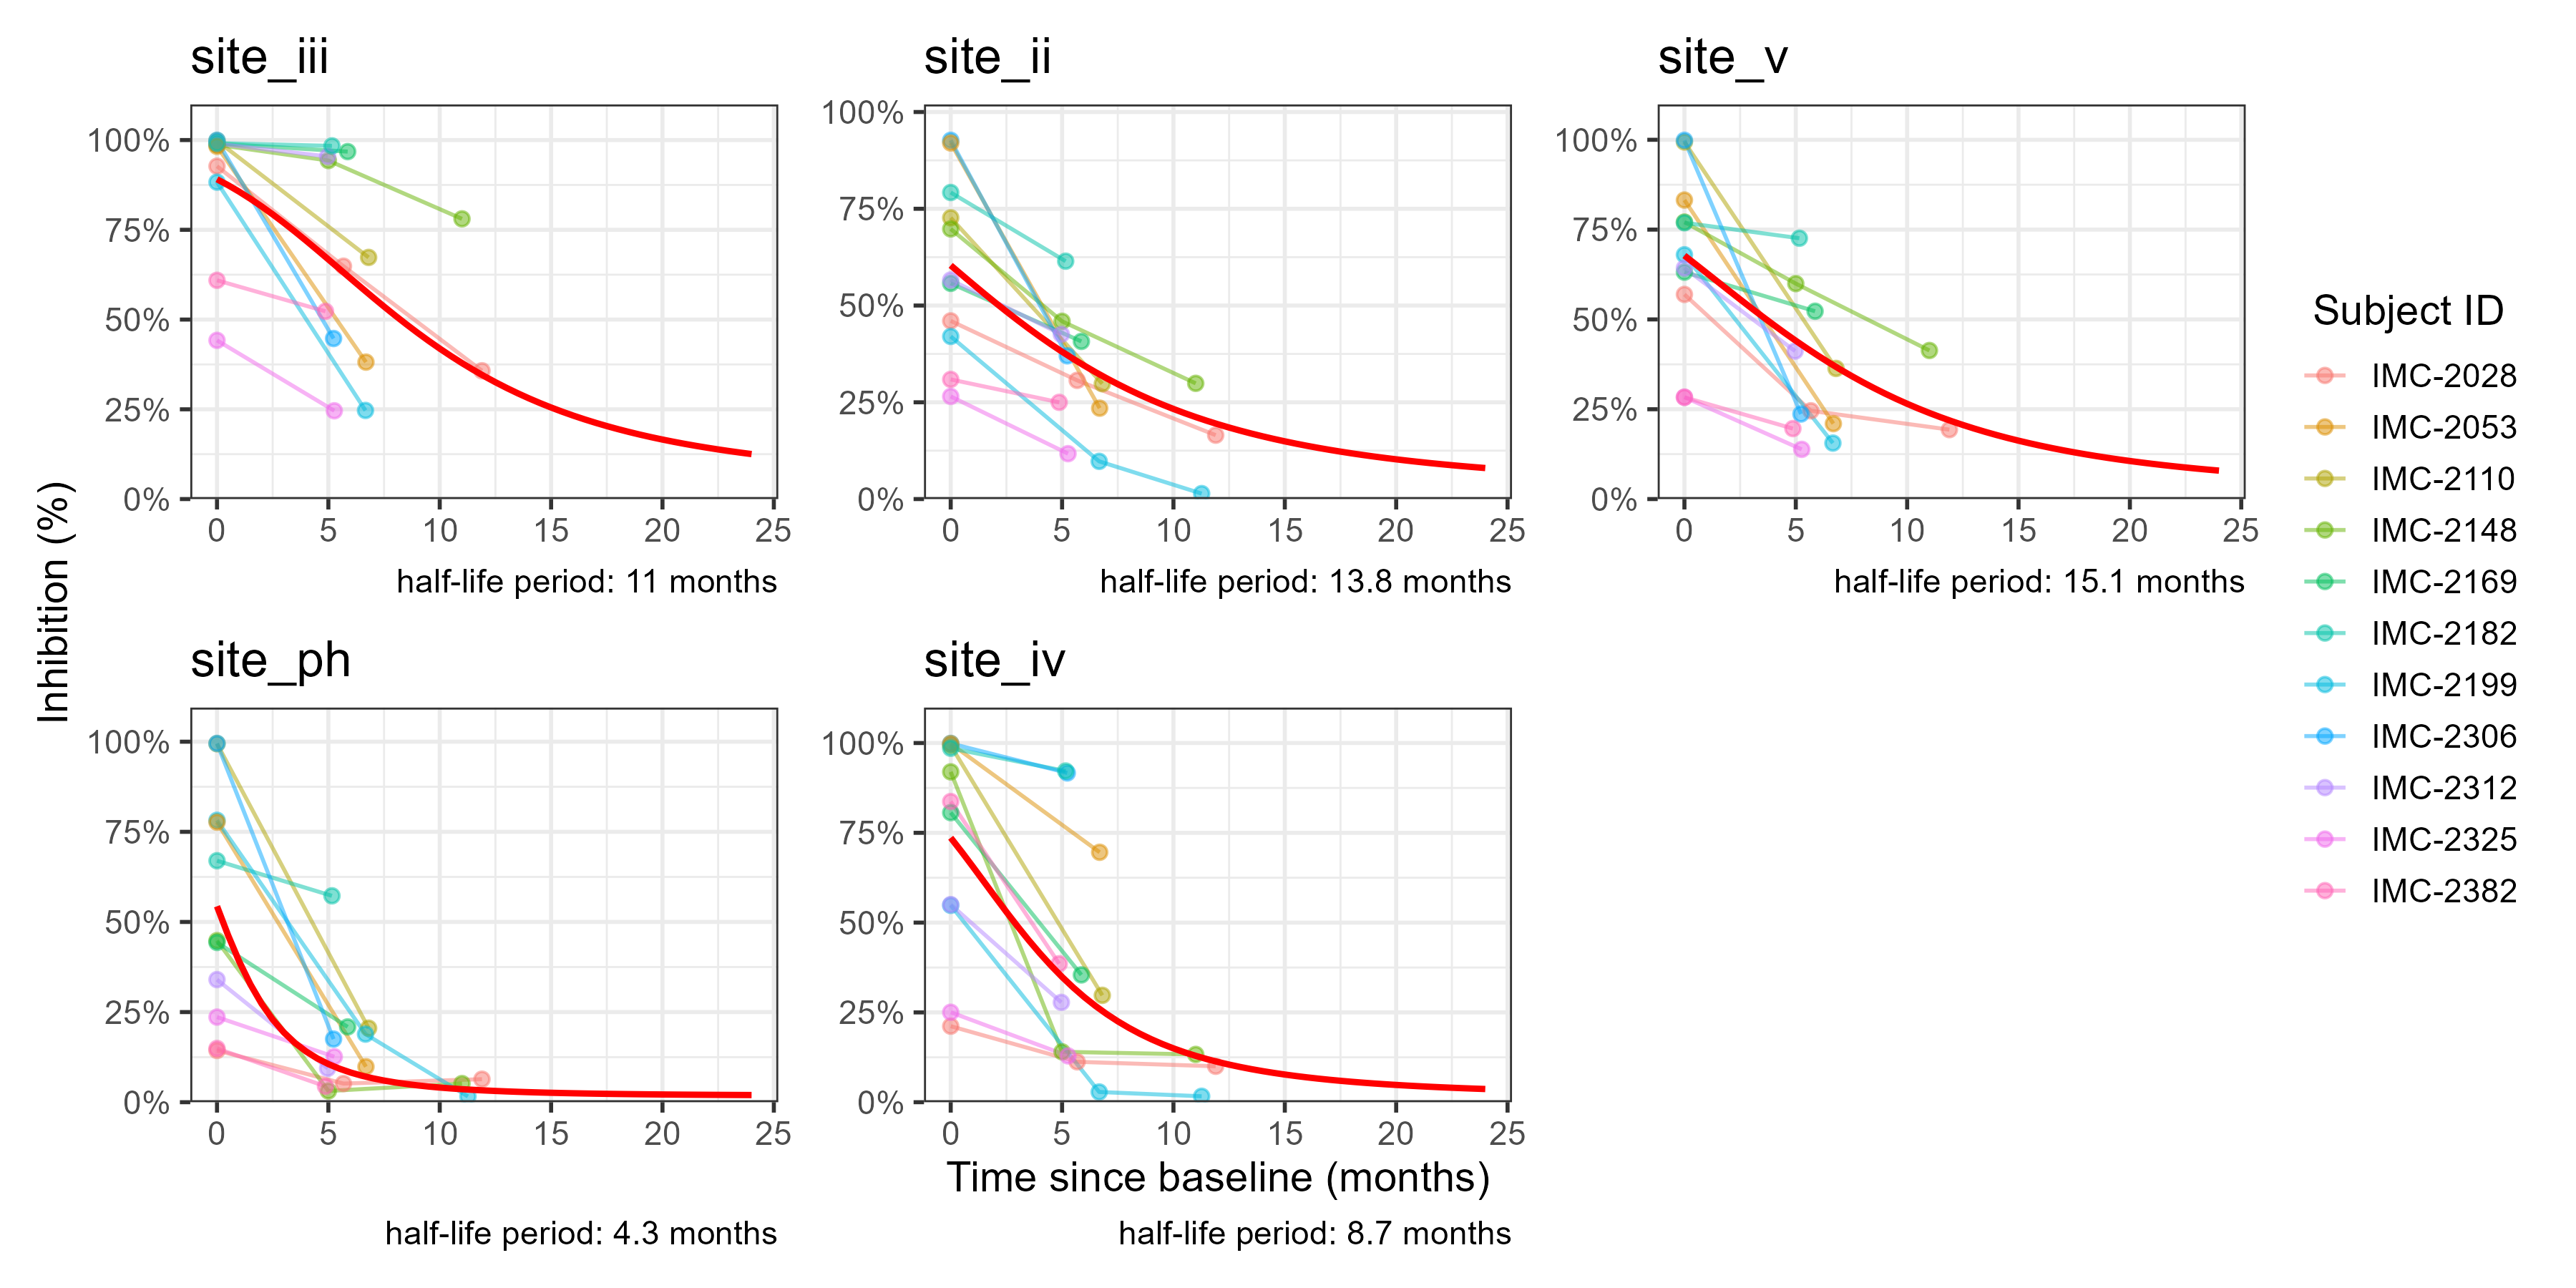 site_iii
site_ii
site_v
100%
75%
50%
25%
0%
0 5 10 15 20 25
half-life period: 11 months
100%
75%
50%
25%
0%
0 5 10 15 20 25
half-life period: 13.8 months
100%
75%
50%
25%
0%
0 5 10 15 20 25
half-life period: 15.1 months
Inhibition (%)
site_ph
site_iv
100%
75%
50%
25%
0%
0 5 10 15 20 25
half-life period: 4.3 months
100%
75%
50%
25%
0%
0 5 10 15 20 25
Time since baseline (months)
half-life period: 8.7 months
Subject ID
IMC-2028
IMC-2053
IMC-2110
IMC-2148
IMC-2169
IMC-2182
IMC-2199
IMC-2306
IMC-2312
IMC-2325
IMC-2382